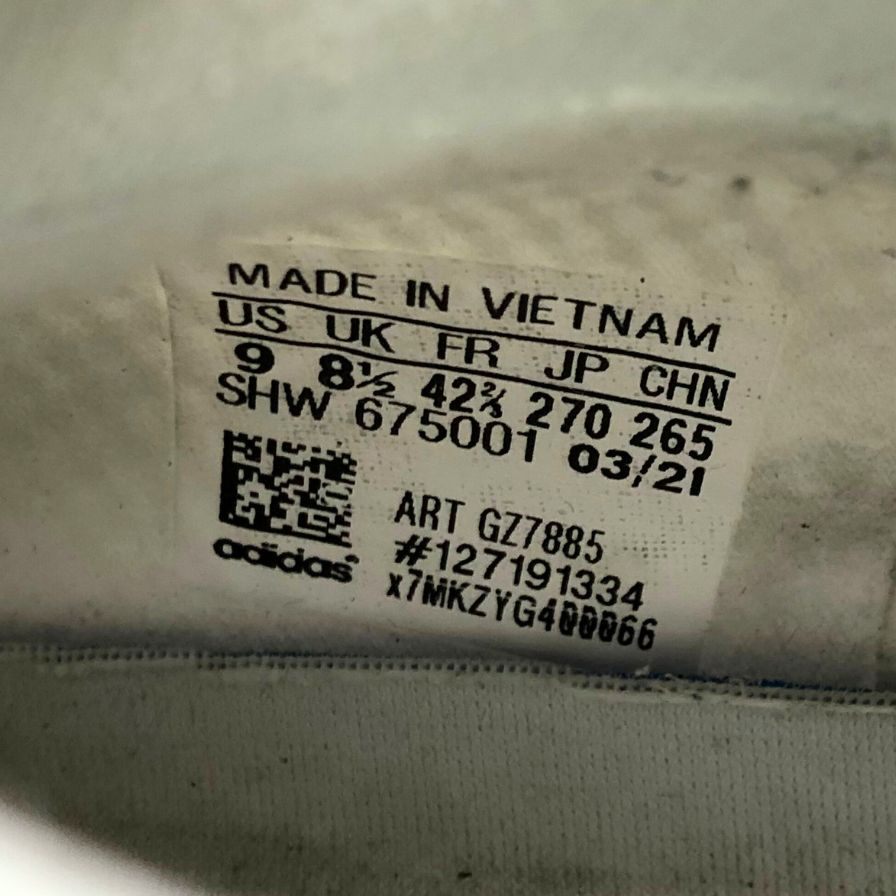 MADE IN VIETNAM
US UK FR JP CHN
9 8½ 42⅔ 270 265
SHW 675001 03/21
ART GZ7885
#127191334
x7MKZYG400066
adidas